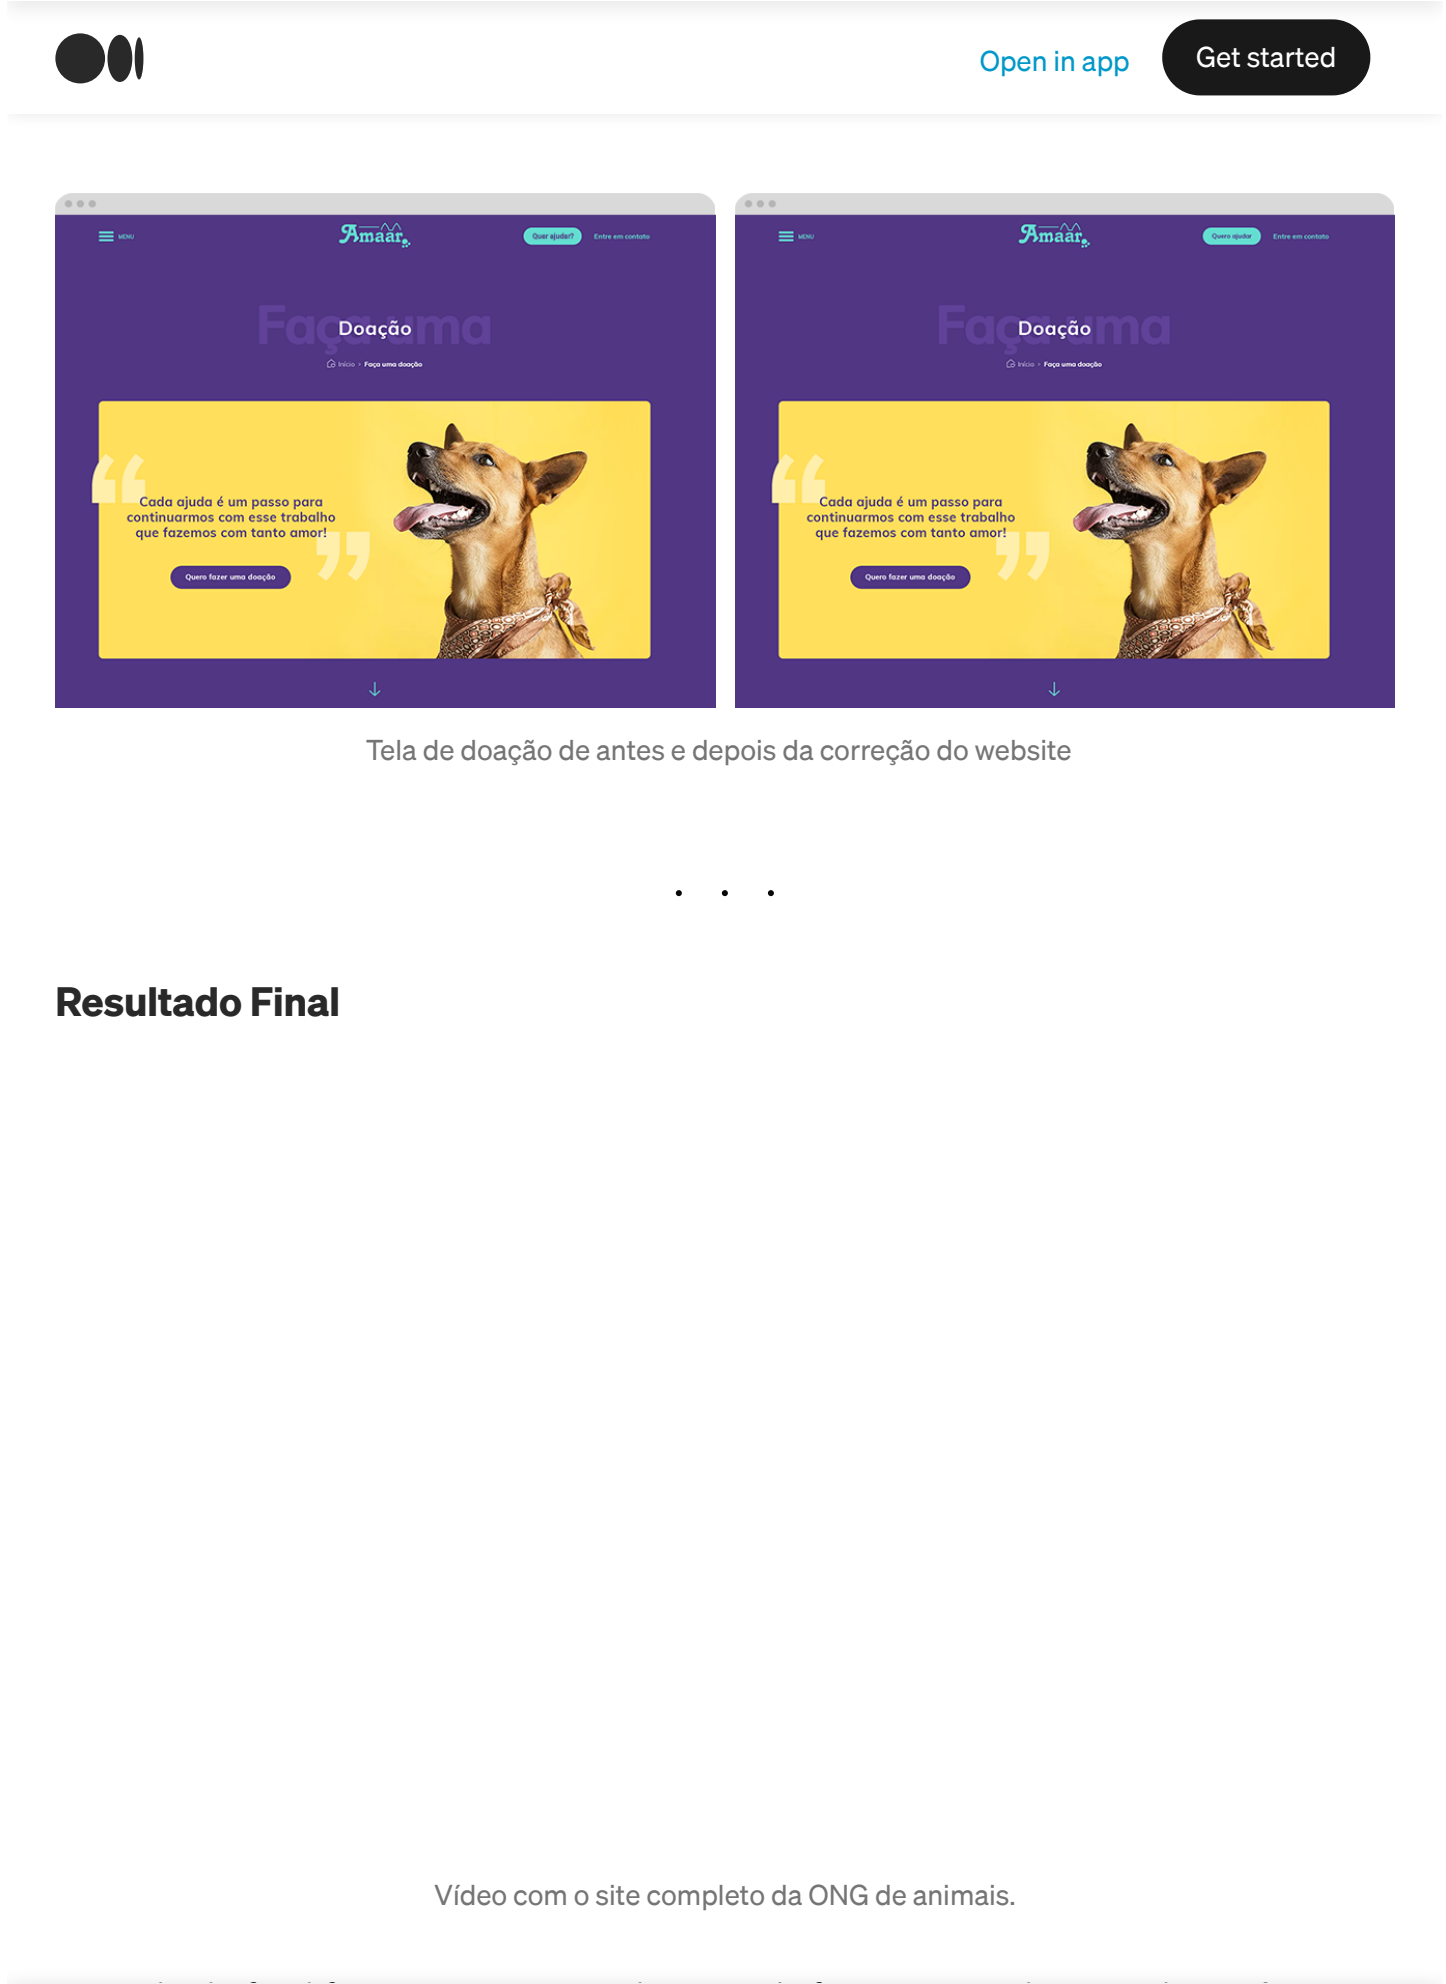 Open in app
Get started
MENU
Amaar
Quer ajudar?
Entre em contato
Faça uma
Doação
Início > Faça uma doação
“
Cada ajuda é um passo para
continuarmos com esse trabalho
que fazemos com tanto amor!
”
Quero fazer uma doação
MENU
Amaar
Quero ajudar
Entre em contato
Faça uma
Doação
Início > Faça uma doação
“
Cada ajuda é um passo para
continuarmos com esse trabalho
que fazemos com tanto amor!
”
Quero fazer uma doação
Tela de doação de antes e depois da correção do website
. . .
Resultado Final
Vídeo com o site completo da ONG de animais.